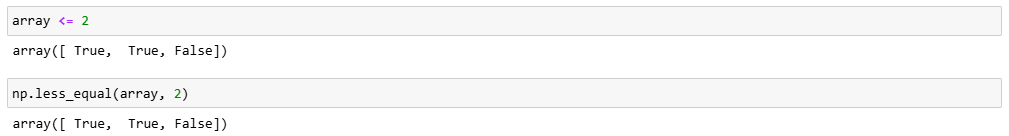 array <= 2
array([ True,  True, False])
np.less_equal(array, 2)
array([ True,  True, False])